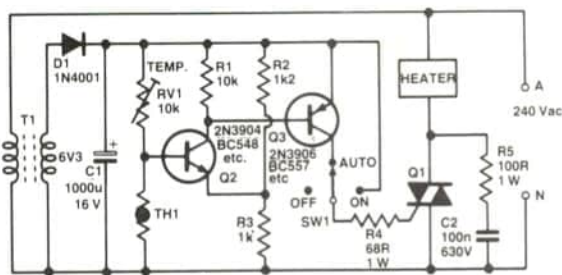 D1
1N4001
T1
6V3
C1
1000u
16 V
+
TEMP.
RV1
10k
TH1
R1
10k
R2
1k2
2N3904
BC548
etc.
Q2
Q3
2N3906
BC557
etc
R3
1k
AUTO
OFF
ON
SW1
R4
68R
1 W
Q1
HEATER
A
240 Vac
N
R5
100R
1 W
C2
100n
630V